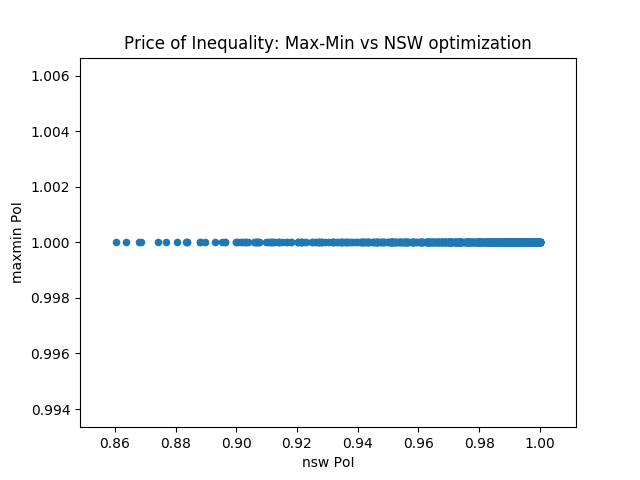 Price of Inequality: Max-Min vs NSW optimization
1.006
1.004
1.002
1.000
0.998
0.996
0.994
maxmin PoI
0.86 0.88 0.90 0.92 0.94 0.96 0.98 1.00
nsw PoI